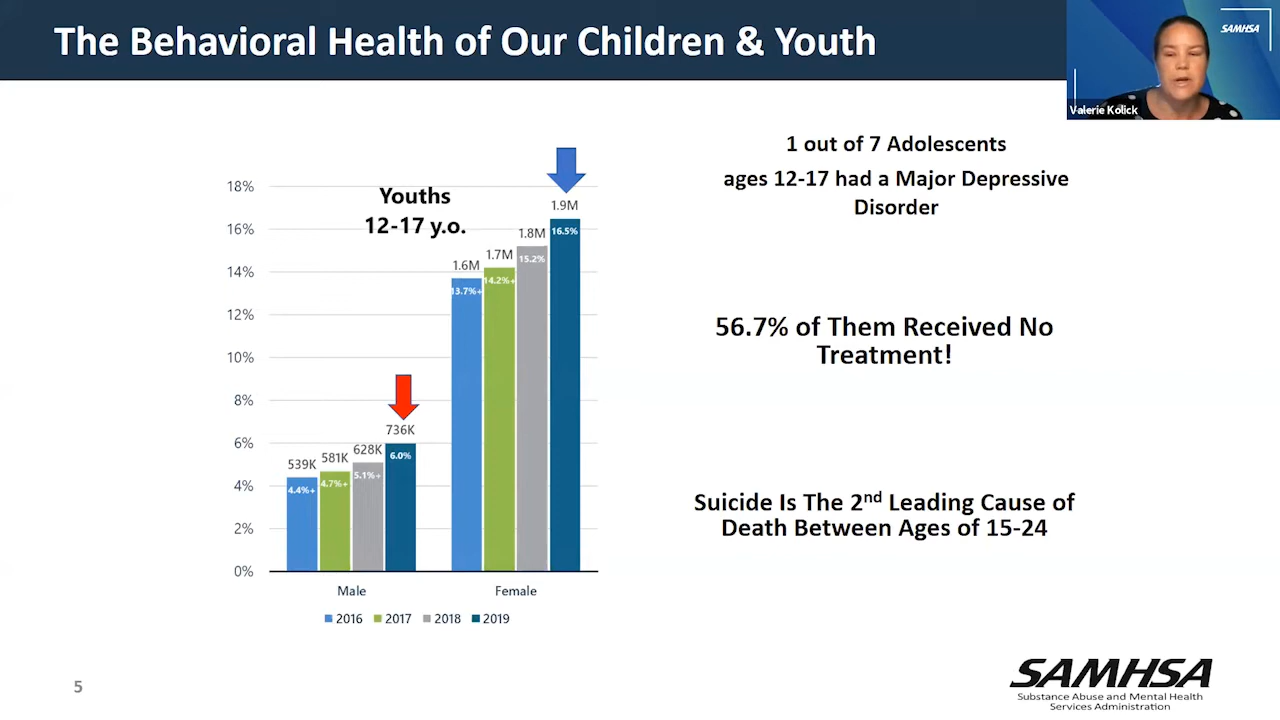 The Behavioral Health of Our Children & Youth
SAMHSA
Valerie Kolick
1 out of 7 Adolescents
ages 12-17 had a Major Depressive
Disorder
56.7% of Them Received No
Treatment!
Suicide Is The 2nd Leading Cause of
Death Between Ages of 15-24
Youths
12-17 y.o.
18%
16%
14%
12%
10%
8%
6%
4%
2%
0%
539K
4.4%+
581K
4.7%+
628K
5.1%+
736K
6.0%
1.6M
13.7%+
1.7M
14.2%+
1.8M
15.2%
1.9M
16.5%
Male
Female
2016 2017 2018 2019
5
SAMHSA
Substance Abuse and Mental Health
Services Administration